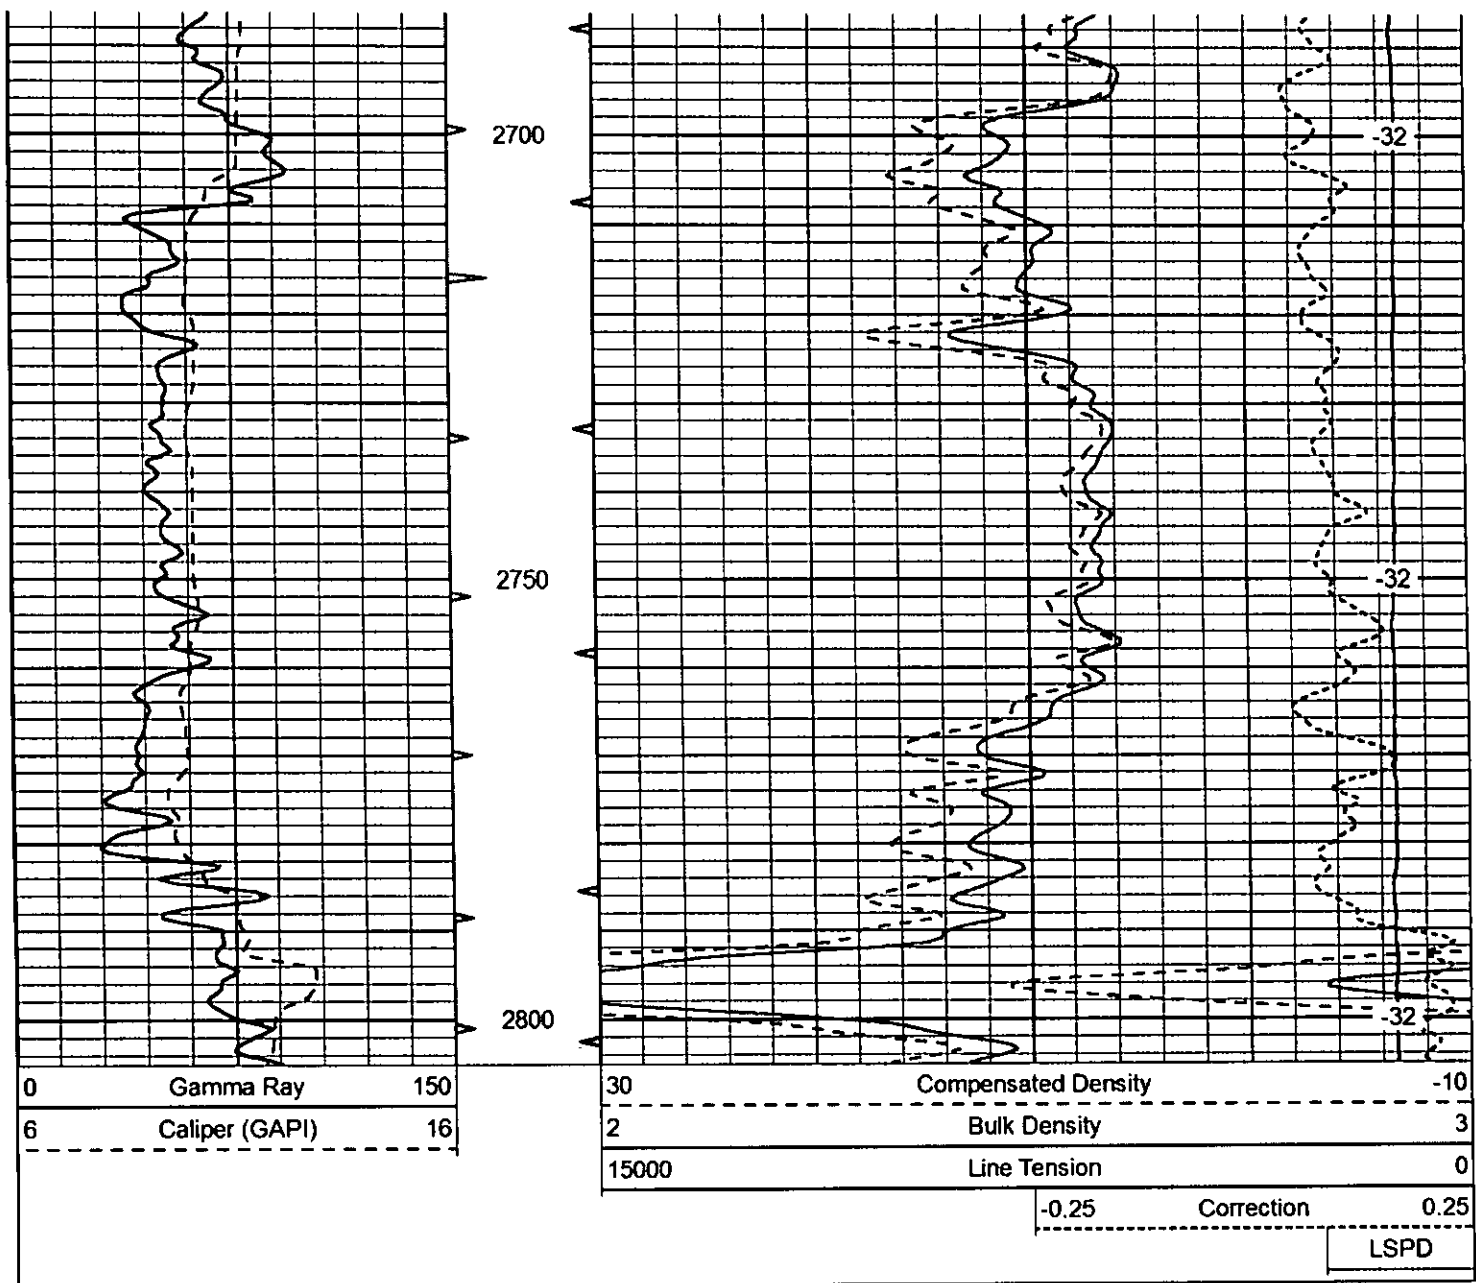 2700
-32
2750
-32
2800
-32
0 Gamma Ray 150
6 Caliper (GAPI) 16
30 Compensated Density -10
2 Bulk Density 3
15000 Line Tension 0
-0.25 Correction 0.25
LSPD